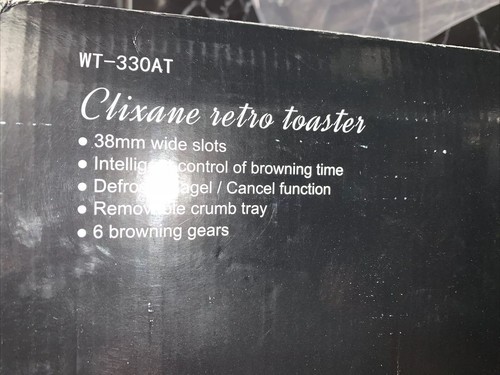 WT-330AT
Clixane retro toaster
● 38mm wide slots
● control of browning time
● / Cancel function
● crumb tray
● 6 browning gears